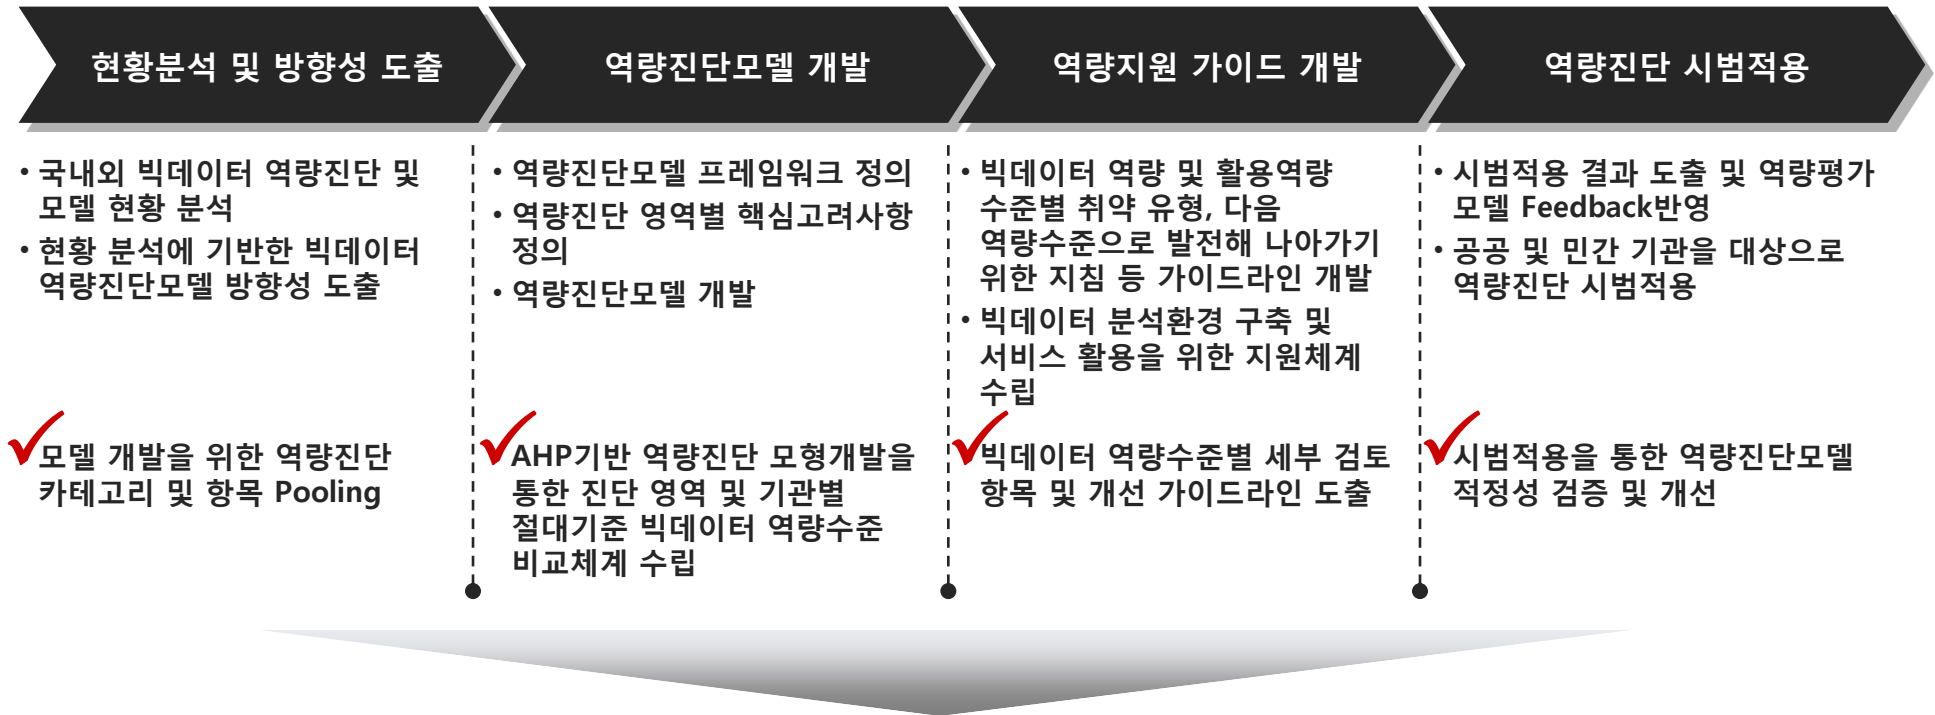 현황분석 및 방향성 도출
역량진단모델 개발
역량지원 가이드 개발
역량진단 시범적용
• 국내외 빅데이터 역량진단 및
모델 현황 분석
• 현황 분석에 기반한 빅데이터
역량진단모델 방향성 도출
모델 개발을 위한 역량진단
카테고리 및 항목 Pooling
• 역량진단모델 프레임워크 정의
• 역량진단 영역별 핵심고려사항
정의
• 역량진단모델 개발
AHP기반 역량진단 모형개발을
통한 진단 영역 및 기관별
절대기준 빅데이터 역량수준
비교체계 수립
• 빅데이터 역량 및 활용역량
수준별 취약 유형, 다음
역량수준으로 발전해 나아가기
위한 지침 등 가이드라인 개발
• 빅데이터 분석환경 구축 및
서비스 활용을 위한 지원체계
수립
빅데이터 역량수준별 세부 검토
항목 및 개선 가이드라인 도출
• 시범적용 결과 도출 및 역량평가
모델 Feedback반영
• 공공 및 민간 기관을 대상으로
역량진단 시범적용
시범적용을 통한 역량진단모델
적정성 검증 및 개선